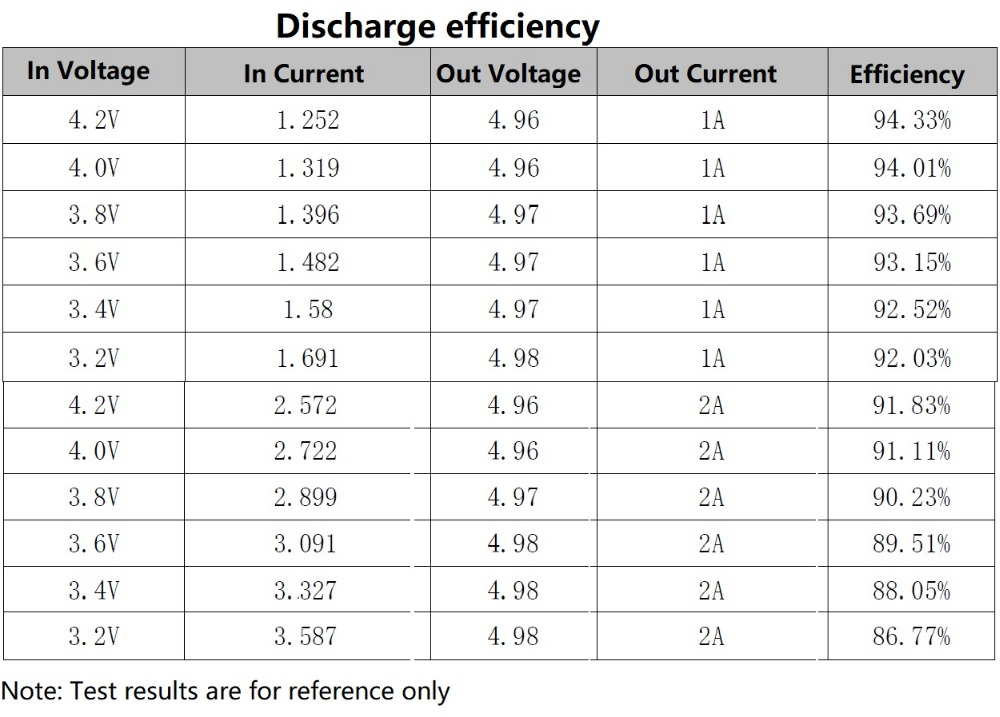 Discharge efficiency
In Voltage In Current Out Voltage Out Current Efficiency
4.2V 1.252 4.96 1A 94.33%
4.0V 1.319 4.96 1A 94.01%
3.8V 1.396 4.97 1A 93.69%
3.6V 1.482 4.97 1A 93.15%
3.4V 1.58 4.97 1A 92.52%
3.2V 1.691 4.98 1A 92.03%
4.2V 2.572 4.96 2A 91.83%
4.0V 2.722 4.96 2A 91.11%
3.8V 2.899 4.97 2A 90.23%
3.6V 3.091 4.98 2A 89.51%
3.4V 3.327 4.98 2A 88.05%
3.2V 3.587 4.98 2A 86.77%
Note: Test results are for reference only